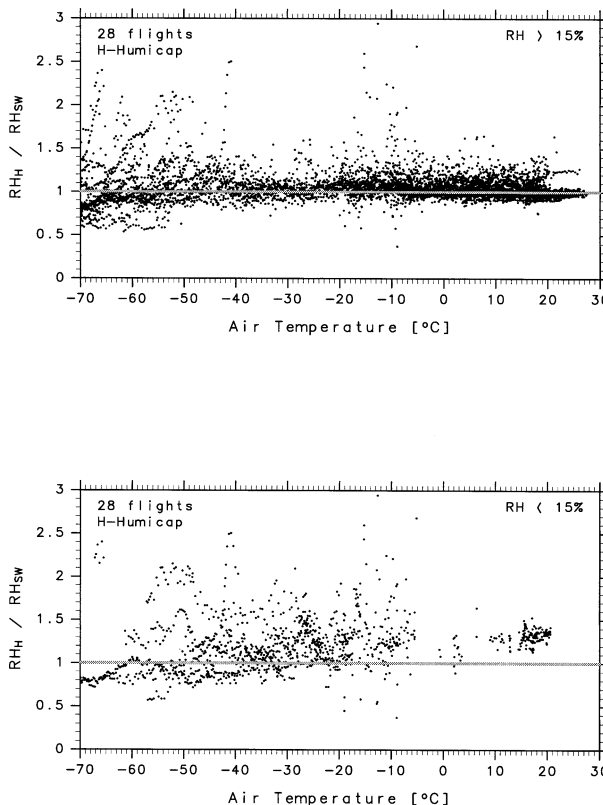 28 flights
H-Humicap
RH > 15%
3
2.5
2
1.5
1
0.5
0
RH_H / RH_SW
-70 -60 -50 -40 -30 -20 -10 0 10 20 30
Air Temperature [°C]
28 flights
H-Humicap
RH < 15%
3
2.5
2
1.5
1
0.5
0
RH_H / RH_SW
-70 -60 -50 -40 -30 -20 -10 0 10 20 30
Air Temperature [°C]